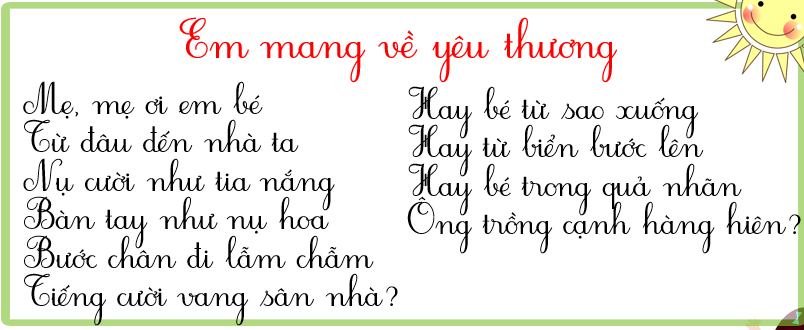 Em mang về yêu thương
Mẹ, mẹ ơi em bé
Từ đâu đến nhà ta
Nụ cười như tia nắng
Bàn tay như nụ hoa
Bước chân đi lẫm chẫm
Tiếng cười vang sân nhà?
Hay bé từ sao xuống
Hay từ biển bước lên
Hay bé trong quả nhãn
Ông trồng cạnh hàng hiên?